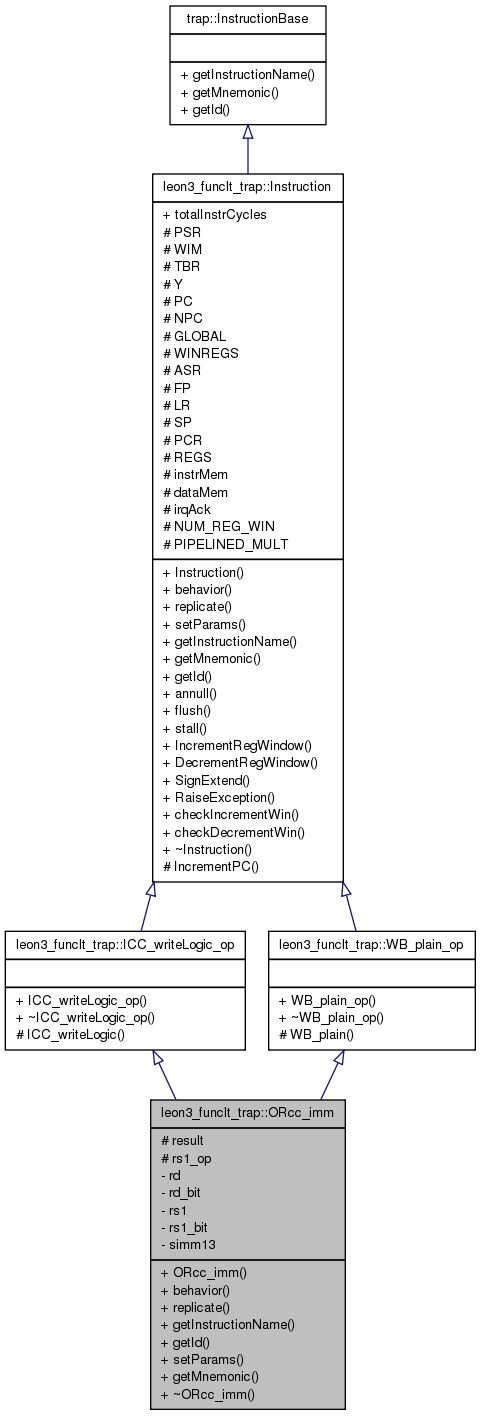 trap::InstructionBase
+ getInstructionName()
+ getMnemonic()
+ getId()
leon3_funclt_trap::Instruction
+ totalInstrCycles
# PSR
# WIM
# TBR
# Y
# PC
# NPC
# GLOBAL
# WINREGS
# ASR
# FP
# LR
# SP
# PCR
# REGS
# instrMem
# dataMem
# irqAck
# NUM_REG_WIN
# PIPELINED_MULT
+ Instruction()
+ behavior()
+ replicate()
+ setParams()
+ getInstructionName()
+ getMnemonic()
+ getId()
+ annull()
+ flush()
+ stall()
+ IncrementRegWindow()
+ DecrementRegWindow()
+ SignExtend()
+ RaiseException()
+ checkIncrementWin()
+ checkDecrementWin()
+ ~Instruction()
# IncrementPC()
leon3_funclt_trap::ICC_writeLogic_op
+ ICC_writeLogic_op()
+ ~ICC_writeLogic_op()
# ICC_writeLogic()
leon3_funclt_trap::WB_plain_op
+ WB_plain_op()
+ ~WB_plain_op()
# WB_plain()
leon3_funclt_trap::ORcc_imm
# result
# rs1_op
- rd
- rd_bit
- rs1
- rs1_bit
- simm13
+ ORcc_imm()
+ behavior()
+ replicate()
+ getInstructionName()
+ getId()
+ setParams()
+ getMnemonic()
+ ~ORcc_imm()